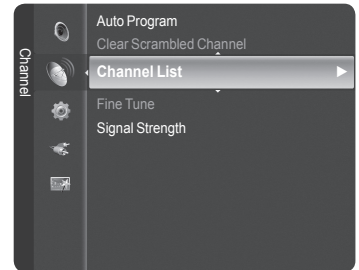 Channel
Auto Program
Clear Scrambled Channel
Channel List
Fine Tune
Signal Strength